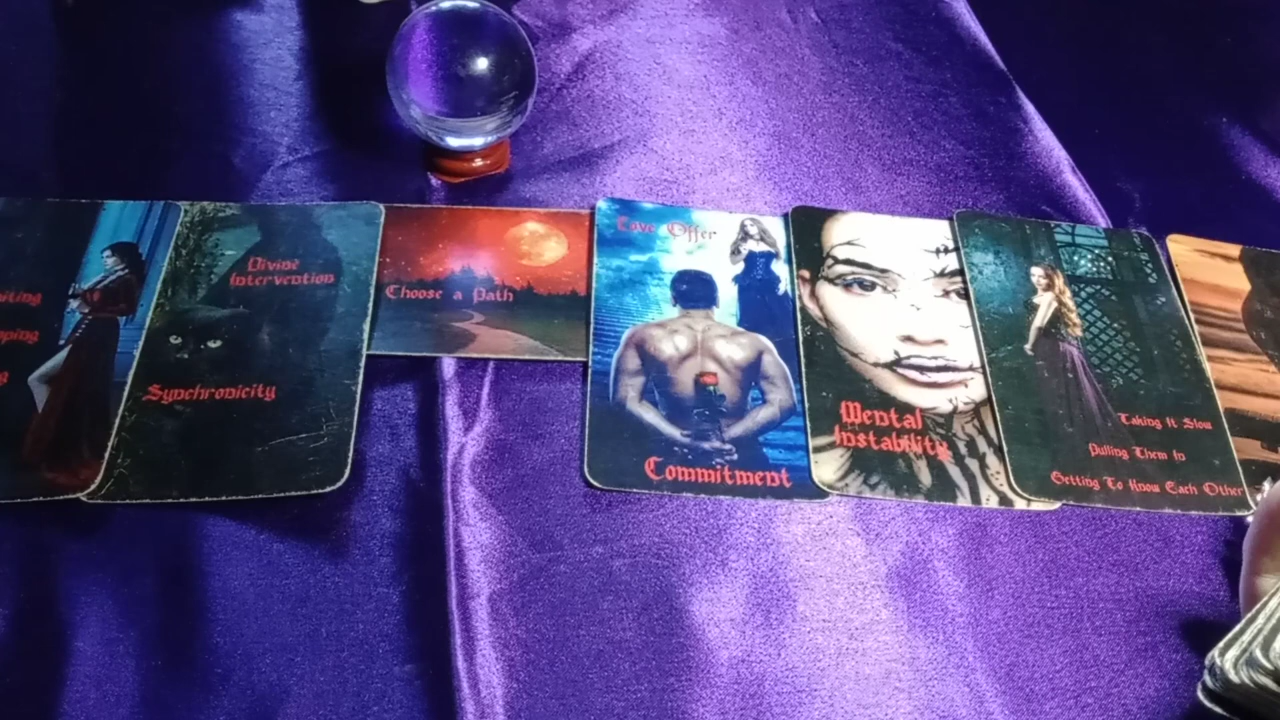 Divine
Intervention
Synchronicity
Choose a Path
Love Offer
Commitment
Mental
Instability
Taking It Slow
Pulling Them In
Getting To Know Each Other